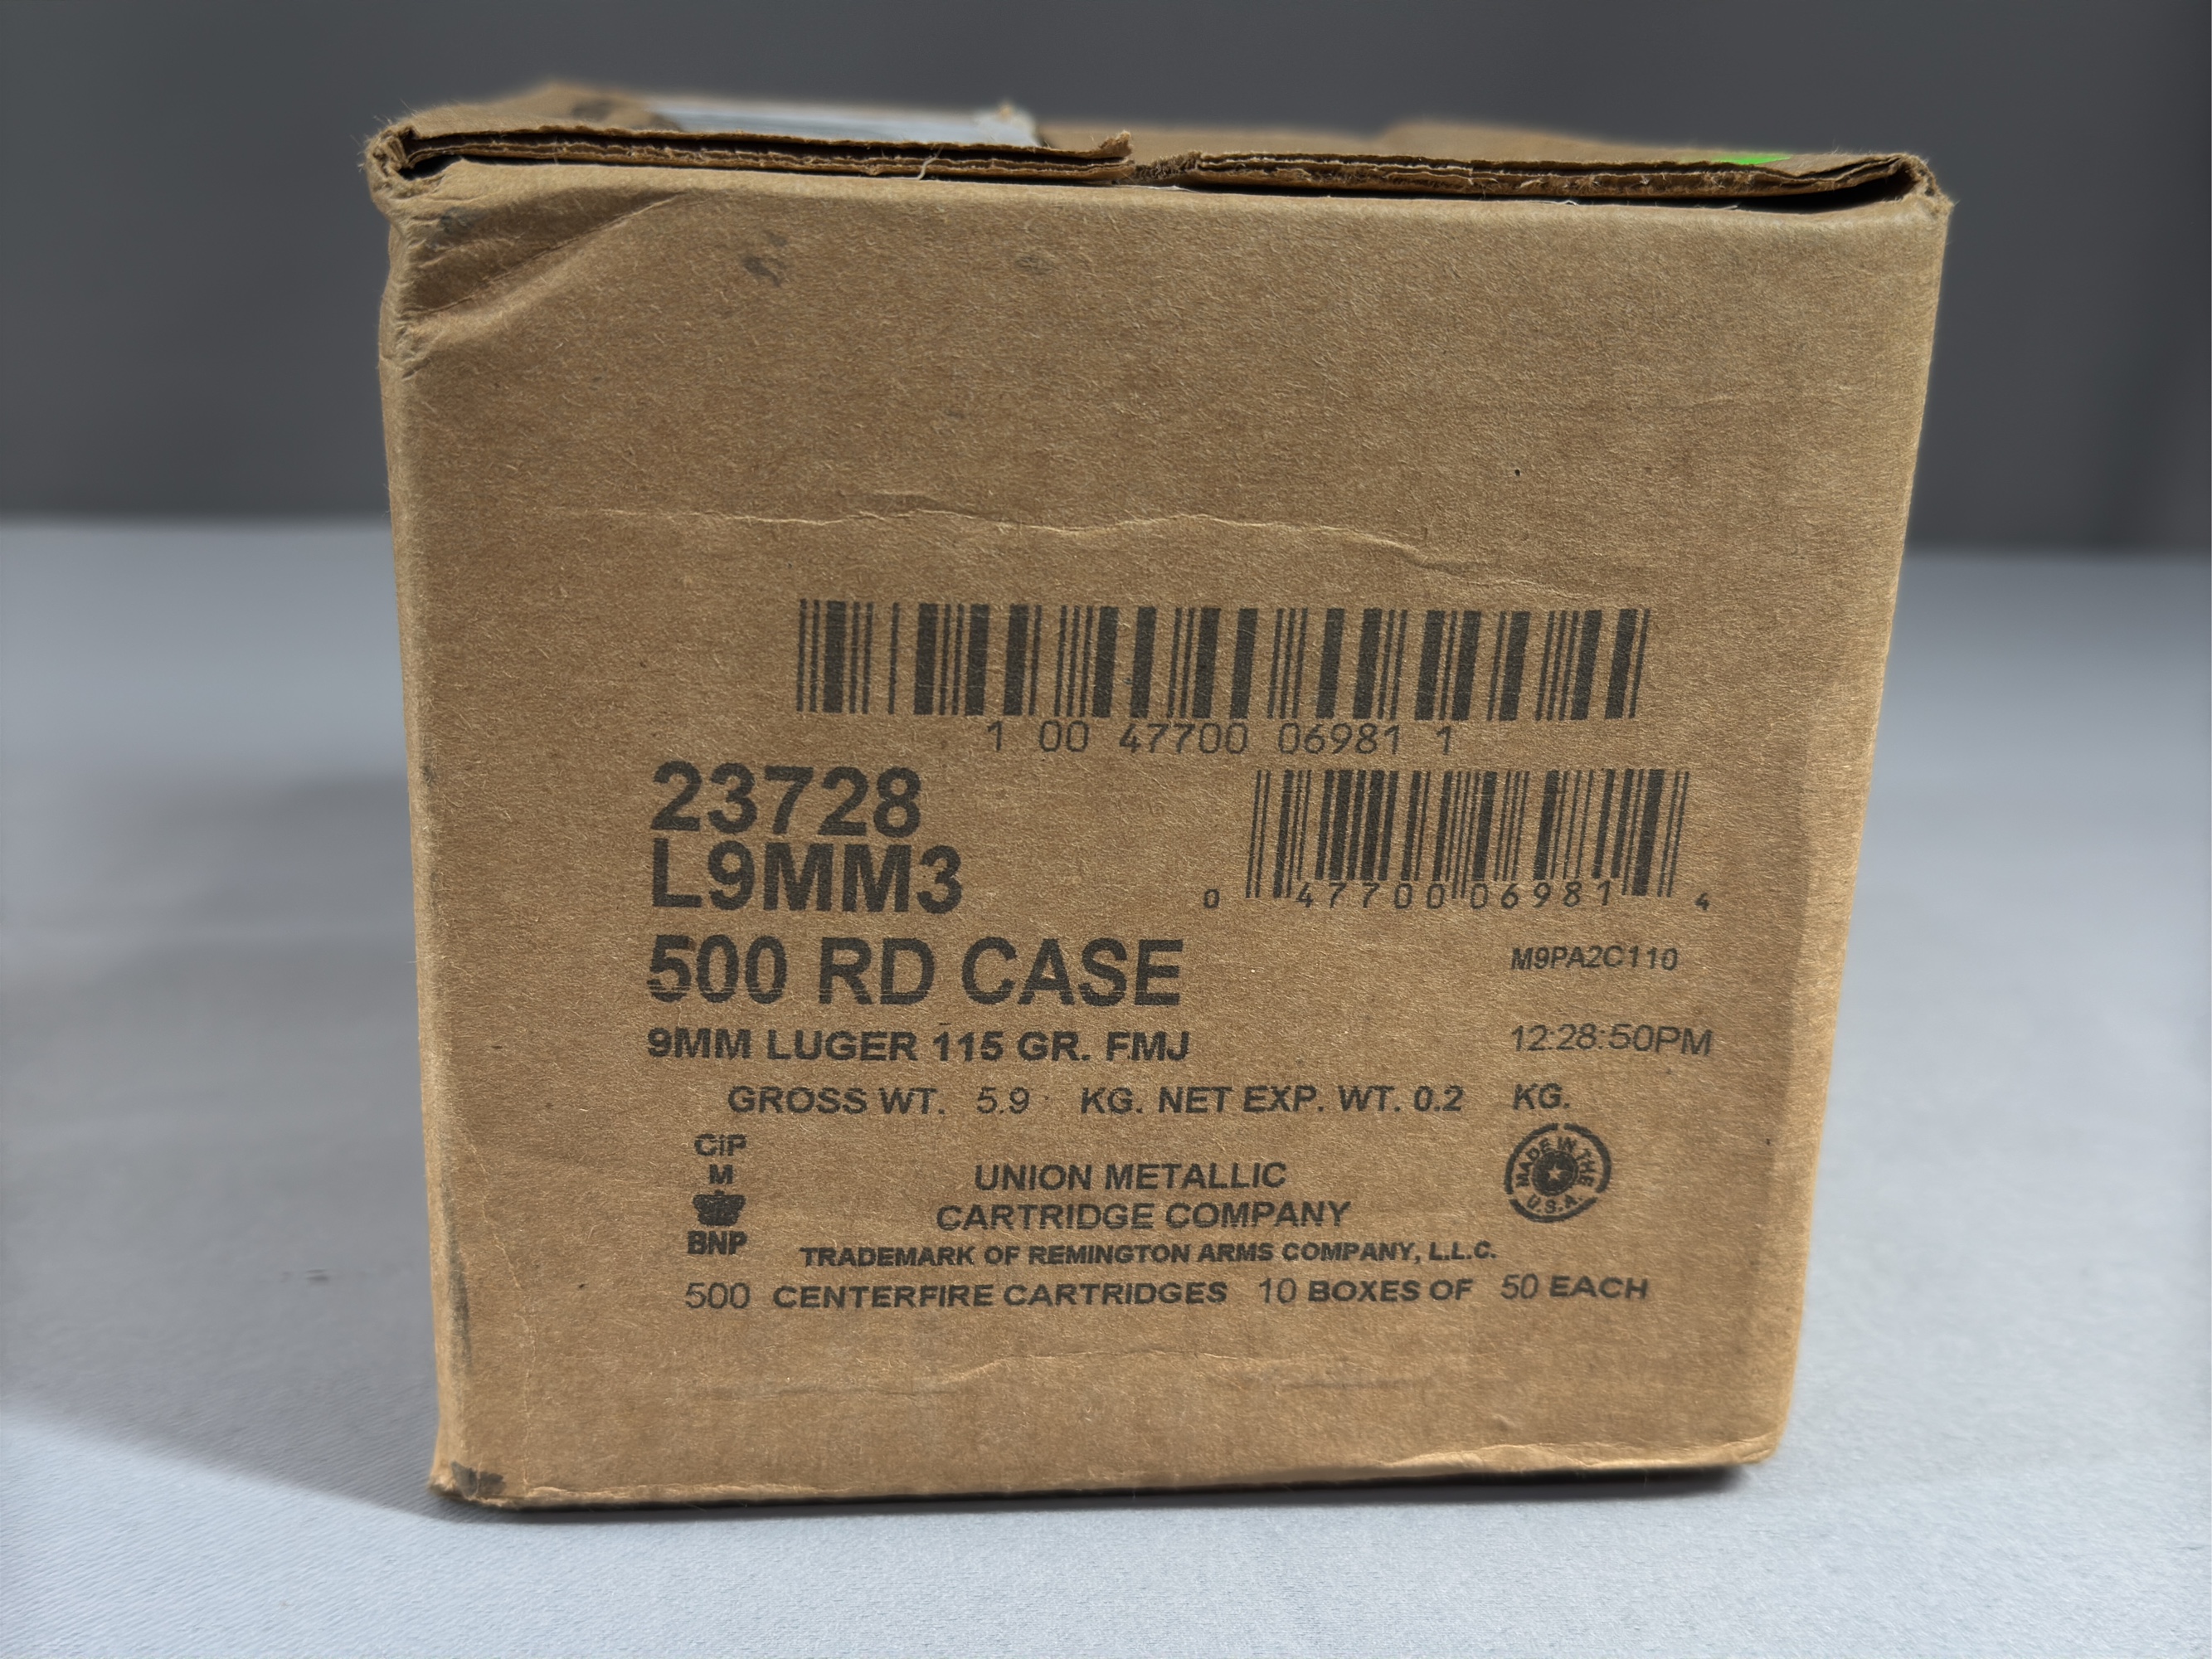 1 00 47700 06981 1
23728
L9MM3
0 47700 06981 4
500 RD CASE
M9PA2C110
9MM LUGER 115 GR. FMJ
12:28:50PM
GROSS WT. 5.9 KG. NET EXP. WT. 0.2 KG.
CIP
M
BNP
UNION METALLIC
CARTRIDGE COMPANY
MADE IN THE
U.S.A.
TRADEMARK OF REMINGTON ARMS COMPANY, L.L.C.
500 CENTERFIRE CARTRIDGES 10 BOXES OF 50 EACH